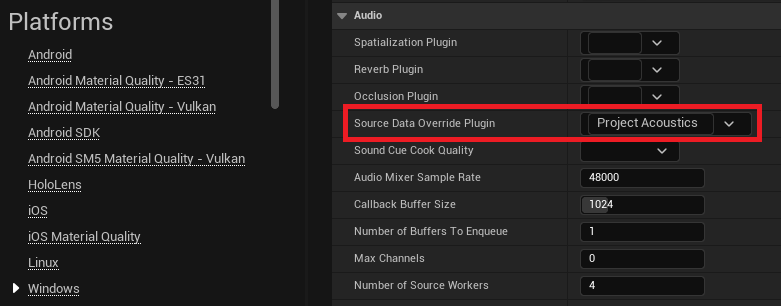 Platforms
Android
Android Material Quality - ES31
Android Material Quality - Vulkan
Android SDK
Android SM5 Material Quality - Vulkan
HoloLens
iOS
iOS Material Quality
Linux
Windows
Audio
Spatialization Plugin
Reverb Plugin
Occlusion Plugin
Source Data Override Plugin Project Acoustics
Sound Cue Cook Quality
Audio Mixer Sample Rate 48000
Callback Buffer Size 1024
Number of Buffers To Enqueue 1
Max Channels 0
Number of Source Workers 4